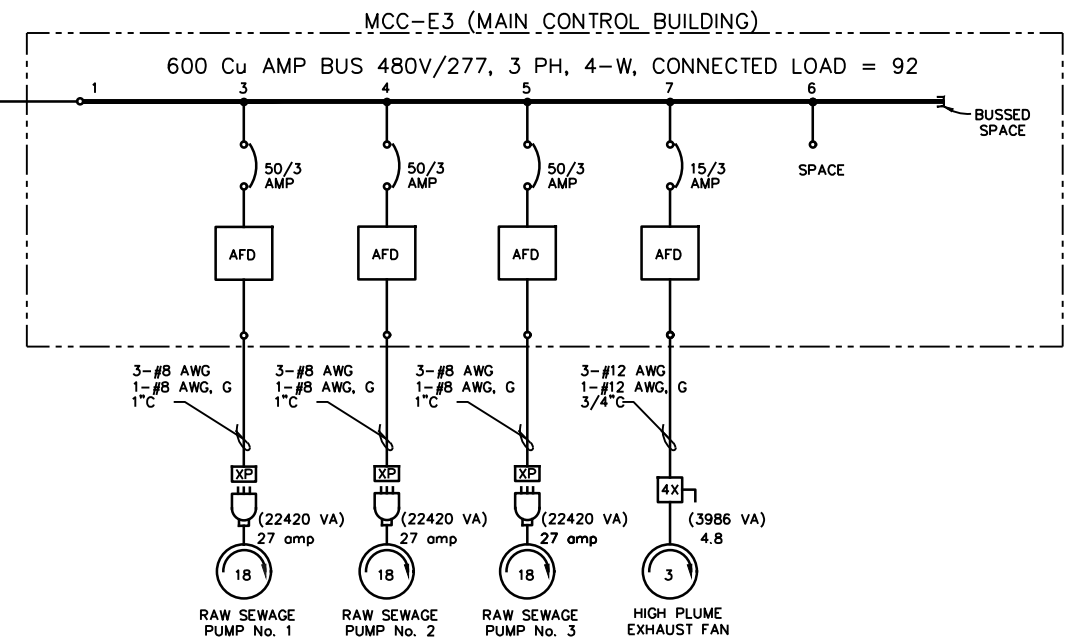 MCC-E3 (MAIN CONTROL BUILDING)
600 Cu AMP BUS 480V/277, 3 PH, 4-W, CONNECTED LOAD = 92
1
3
4
5
7
6
BUSSED
SPACE
50/3
AMP
50/3
AMP
50/3
AMP
15/3
AMP
SPACE
AFD
AFD
AFD
AFD
3-#8 AWG
1-#8 AWG, G
1"C
3-#8 AWG
1-#8 AWG, G
1"C
3-#8 AWG
1-#8 AWG, G
1"C
3-#12 AWG
1-#12 AWG, G
3/4"C
XP
XP
XP
4X
(22420 VA)
27 amp
(22420 VA)
27 amp
(22420 VA)
27 amp
(3986 VA)
4.8
18
18
18
3
RAW SEWAGE
PUMP No. 1
RAW SEWAGE
PUMP No. 2
RAW SEWAGE
PUMP No. 3
HIGH PLUME
EXHAUST FAN